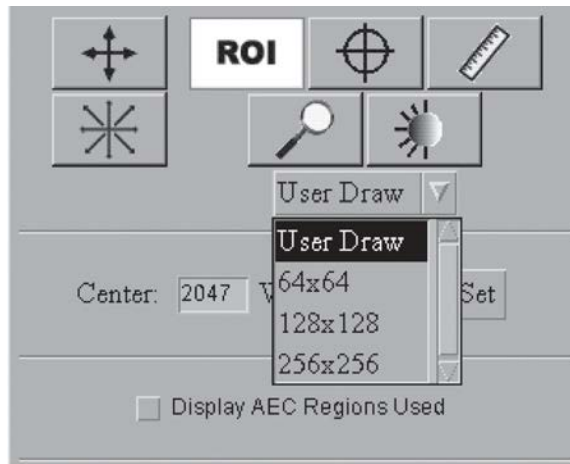 ROI
User Draw
User Draw
64x64
Center: 2047 Set
128x128
256x256
Display AEC Regions Used